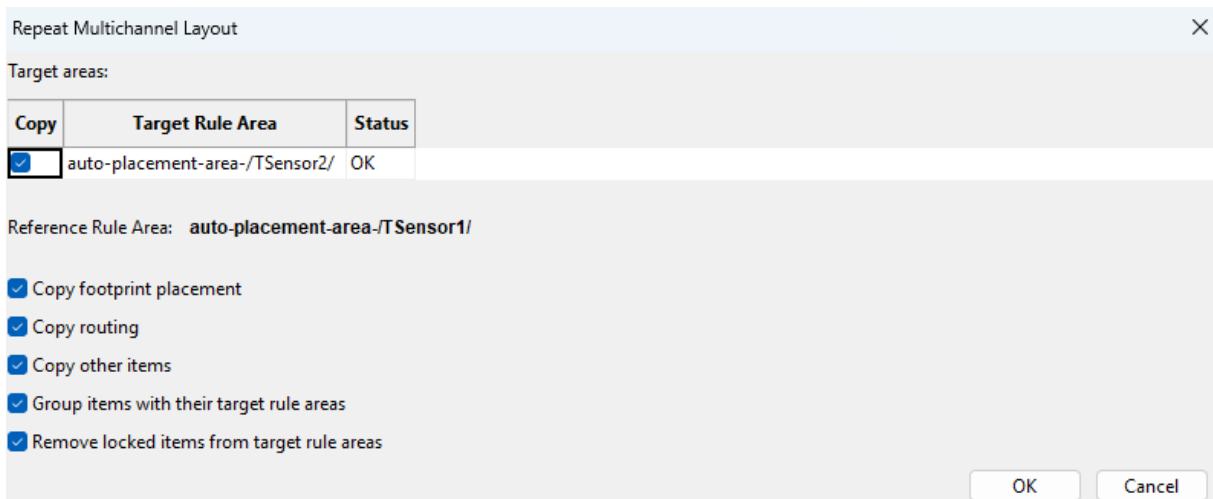 Repeat Multichannel Layout
Target areas:
Copy Target Rule Area Status
auto-placement-area-/TSensor2/ OK
Reference Rule Area: auto-placement-area-/TSensor1/
Copy footprint placement
Copy routing
Copy other items
Group items with their target rule areas
Remove locked items from target rule areas
OK Cancel